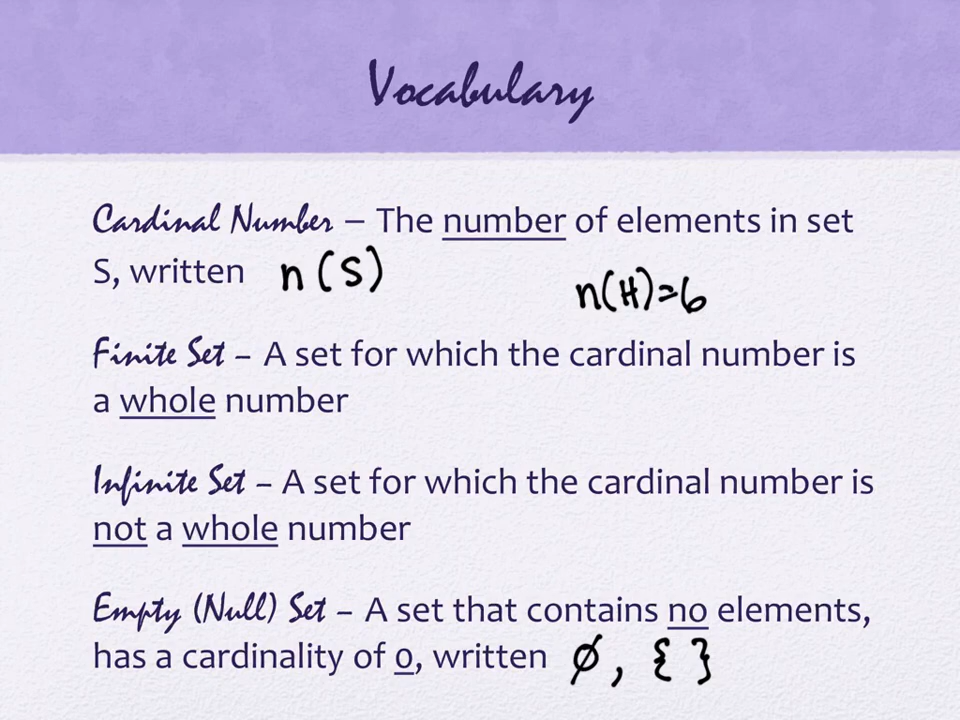 Vocabulary
Cardinal Number – The number of elements in set
S, written n(S) n(H)=6
Finite Set – A set for which the cardinal number is
a whole number
Infinite Set – A set for which the cardinal number is
not a whole number
Empty (Null) Set – A set that contains no elements,
has a cardinality of 0, written ∅, { }